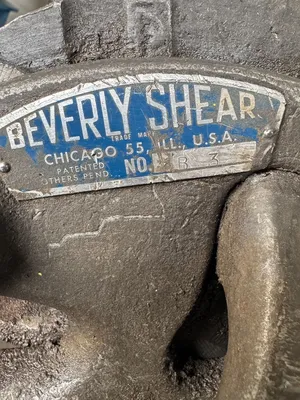 BEVERLY SHEAR
TRADE MARK
CHICAGO 55, ILL., U.S.A.
PATENTED
OTHERS PEND...
NO. B 3